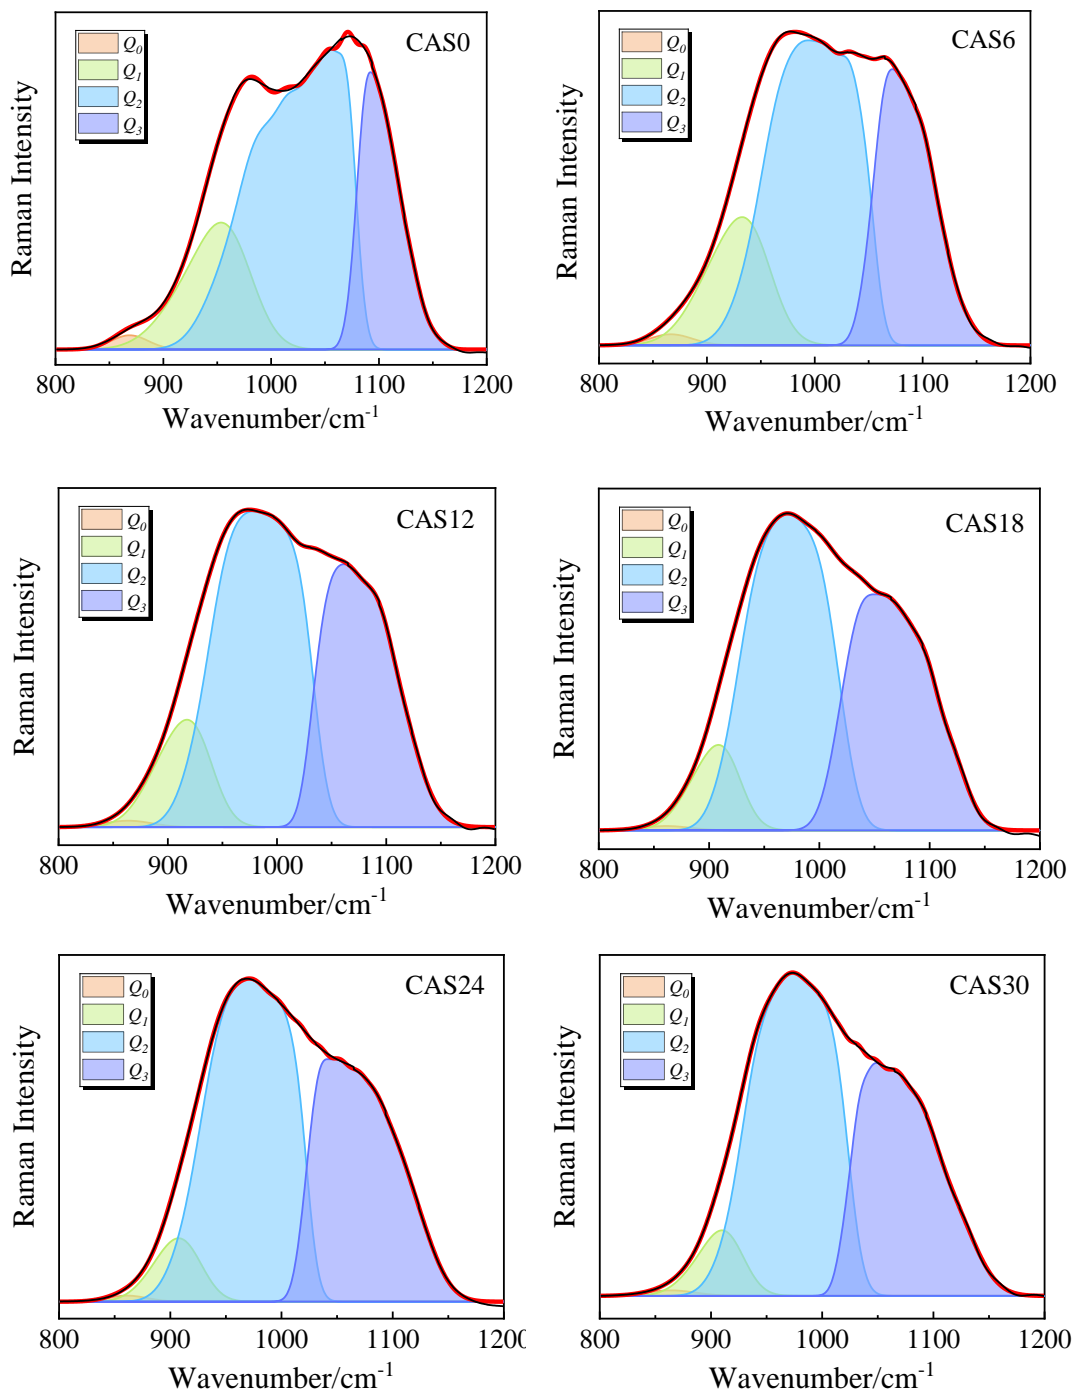 CAS0
Q0
Q1
Q2
Q3
Raman Intensity
800 900 1000 1100 1200
Wavenumber/cm-1
CAS6
Q0
Q1
Q2
Q3
Raman Intensity
800 900 1000 1100 1200
Wavenumber/cm-1
CAS12
Q0
Q1
Q2
Q3
Raman Intensity
800 900 1000 1100 1200
Wavenumber/cm-1
CAS18
Q0
Q1
Q2
Q3
Raman Intensity
800 900 1000 1100 1200
Wavenumber/cm-1
CAS24
Q0
Q1
Q2
Q3
Raman Intensity
800 900 1000 1100 1200
Wavenumber/cm-1
CAS30
Q0
Q1
Q2
Q3
Raman Intensity
800 900 1000 1100 1200
Wavenumber/cm-1